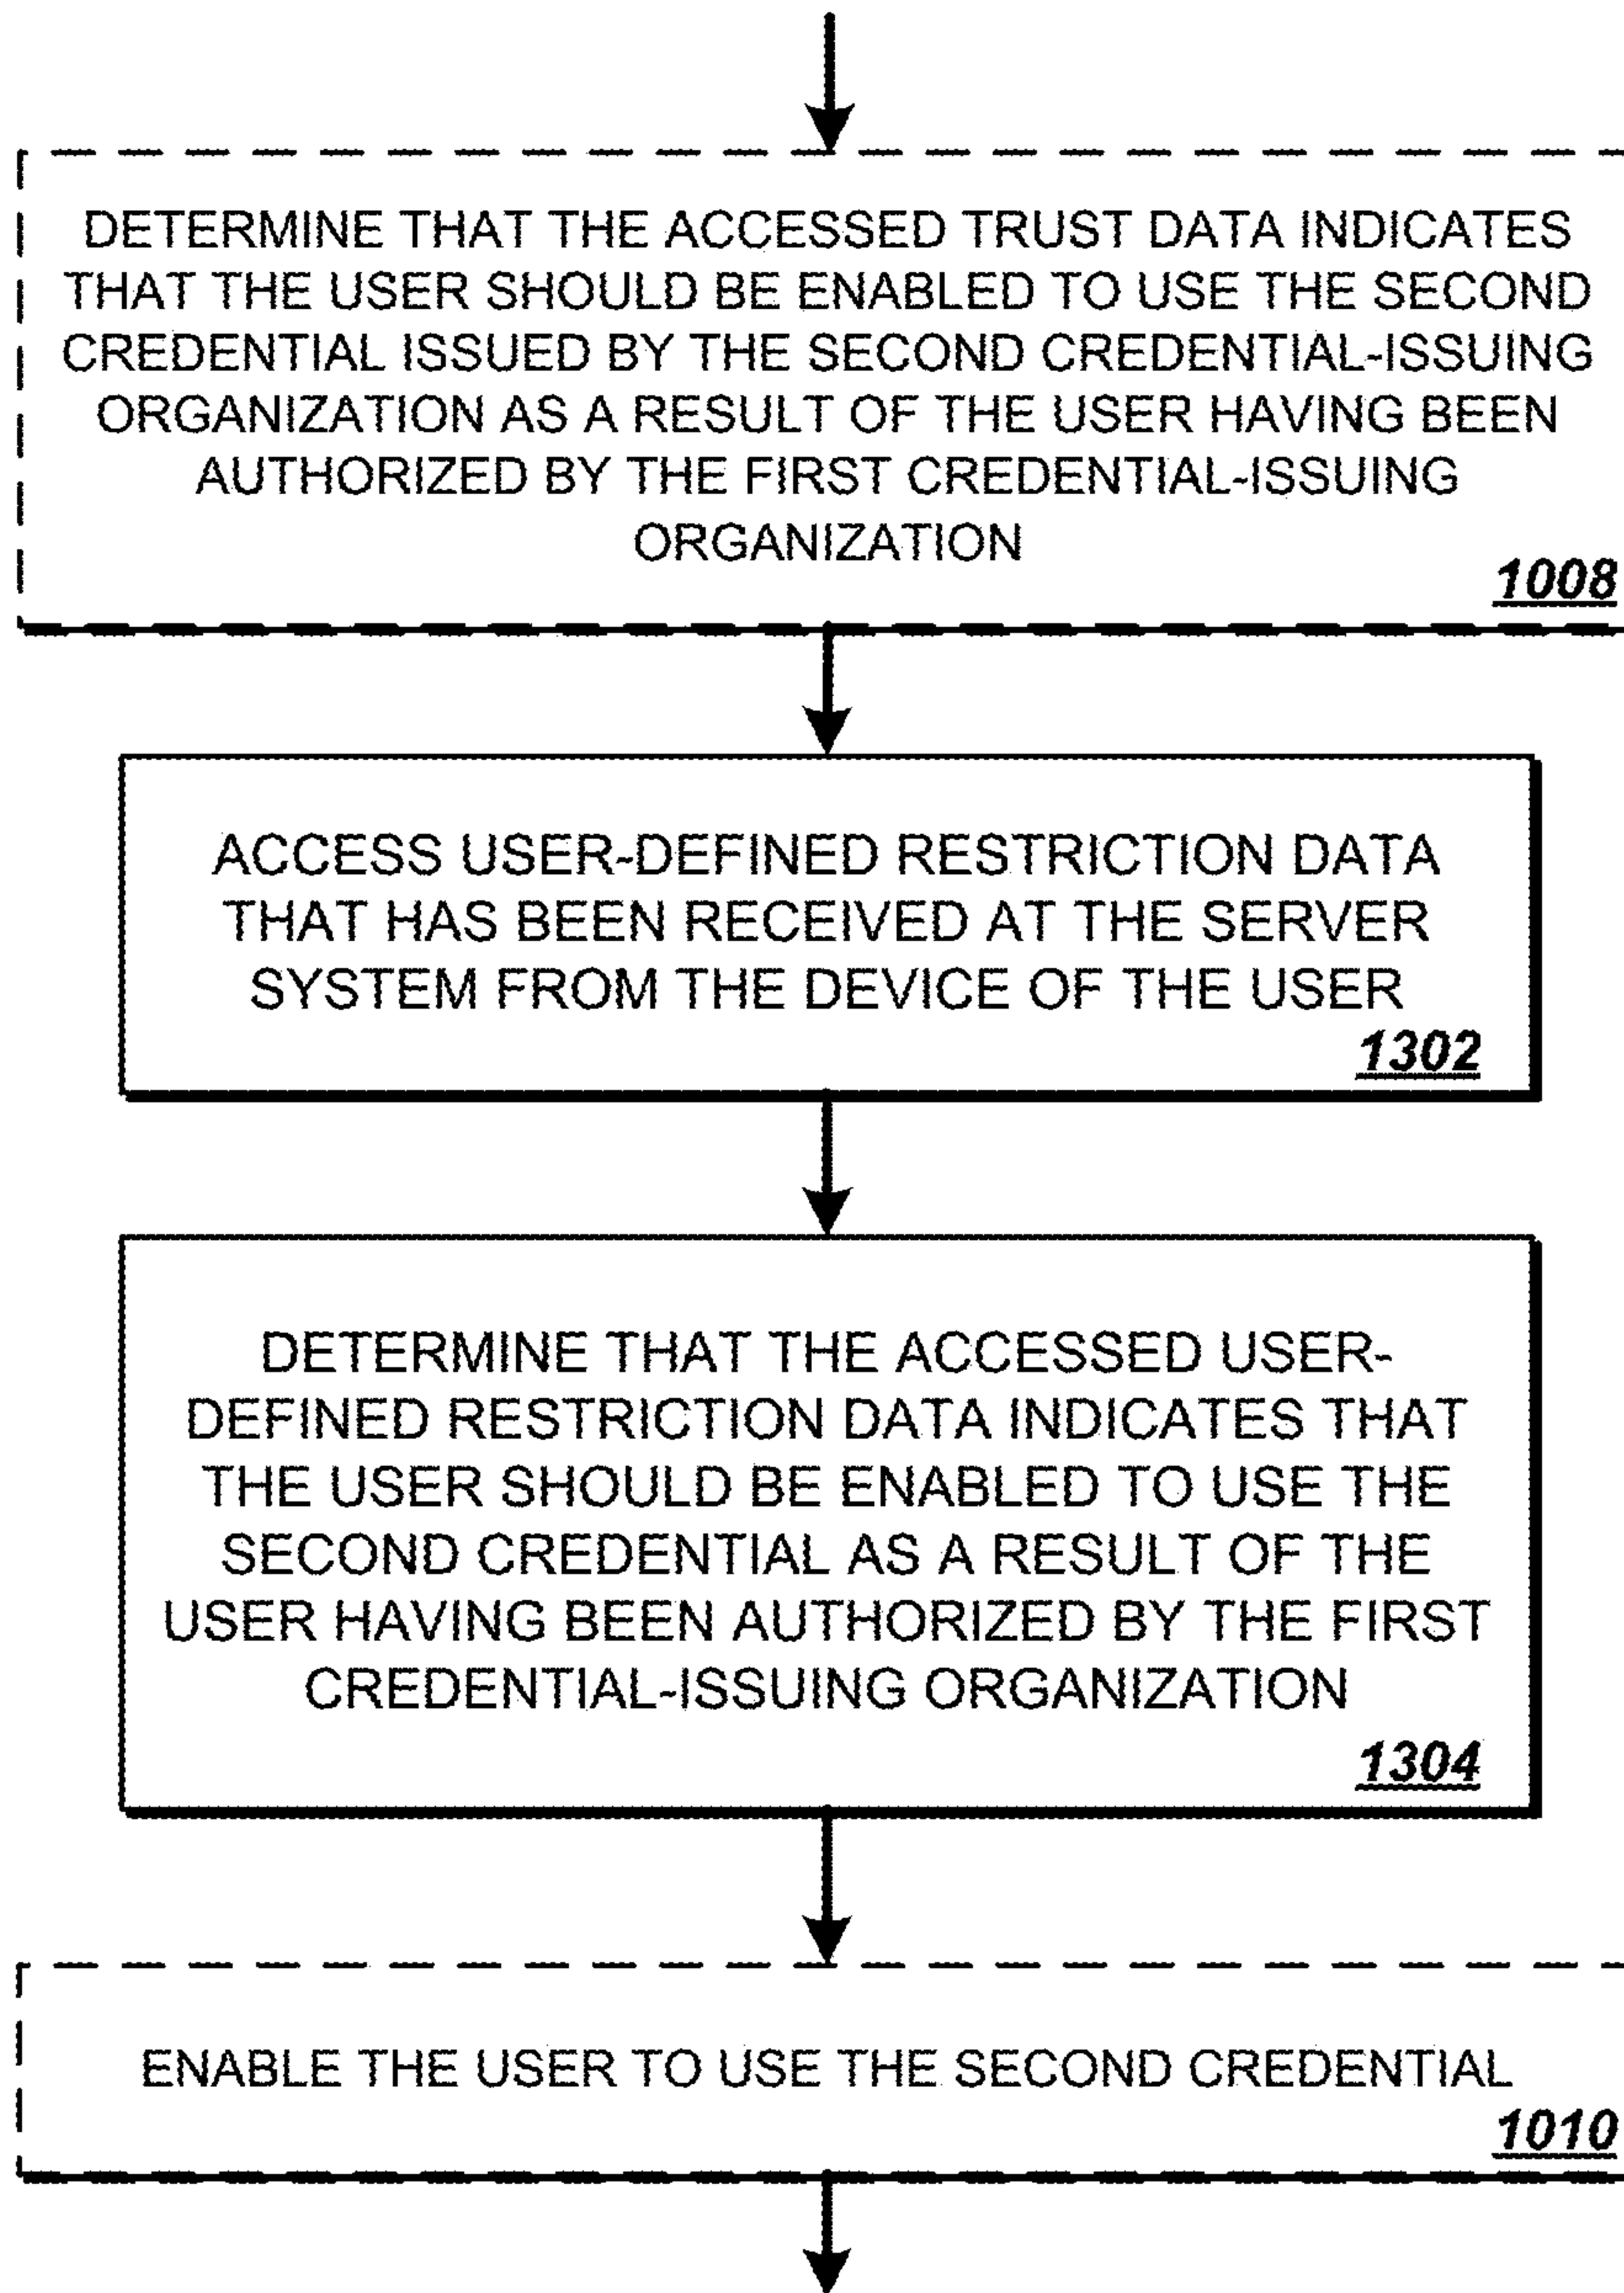 DETERMINE THAT THE ACCESSED TRUST DATA INDICATES
THAT THE USER SHOULD BE ENABLED TO USE THE SECOND
CREDENTIAL ISSUED BY THE SECOND CREDENTIAL-ISSUING
ORGANIZATION AS A RESULT OF THE USER HAVING BEEN
AUTHORIZED BY THE FIRST CREDENTIAL-ISSUING
ORGANIZATION
1008
ACCESS USER-DEFINED RESTRICTION DATA
THAT HAS BEEN RECEIVED AT THE SERVER
SYSTEM FROM THE DEVICE OF THE USER
1302
DETERMINE THAT THE ACCESSED USER-
DEFINED RESTRICTION DATA INDICATES THAT
THE USER SHOULD BE ENABLED TO USE THE
SECOND CREDENTIAL AS A RESULT OF THE
USER HAVING BEEN AUTHORIZED BY THE FIRST
CREDENTIAL-ISSUING ORGANIZATION
1304
ENABLE THE USER TO USE THE SECOND CREDENTIAL
1010